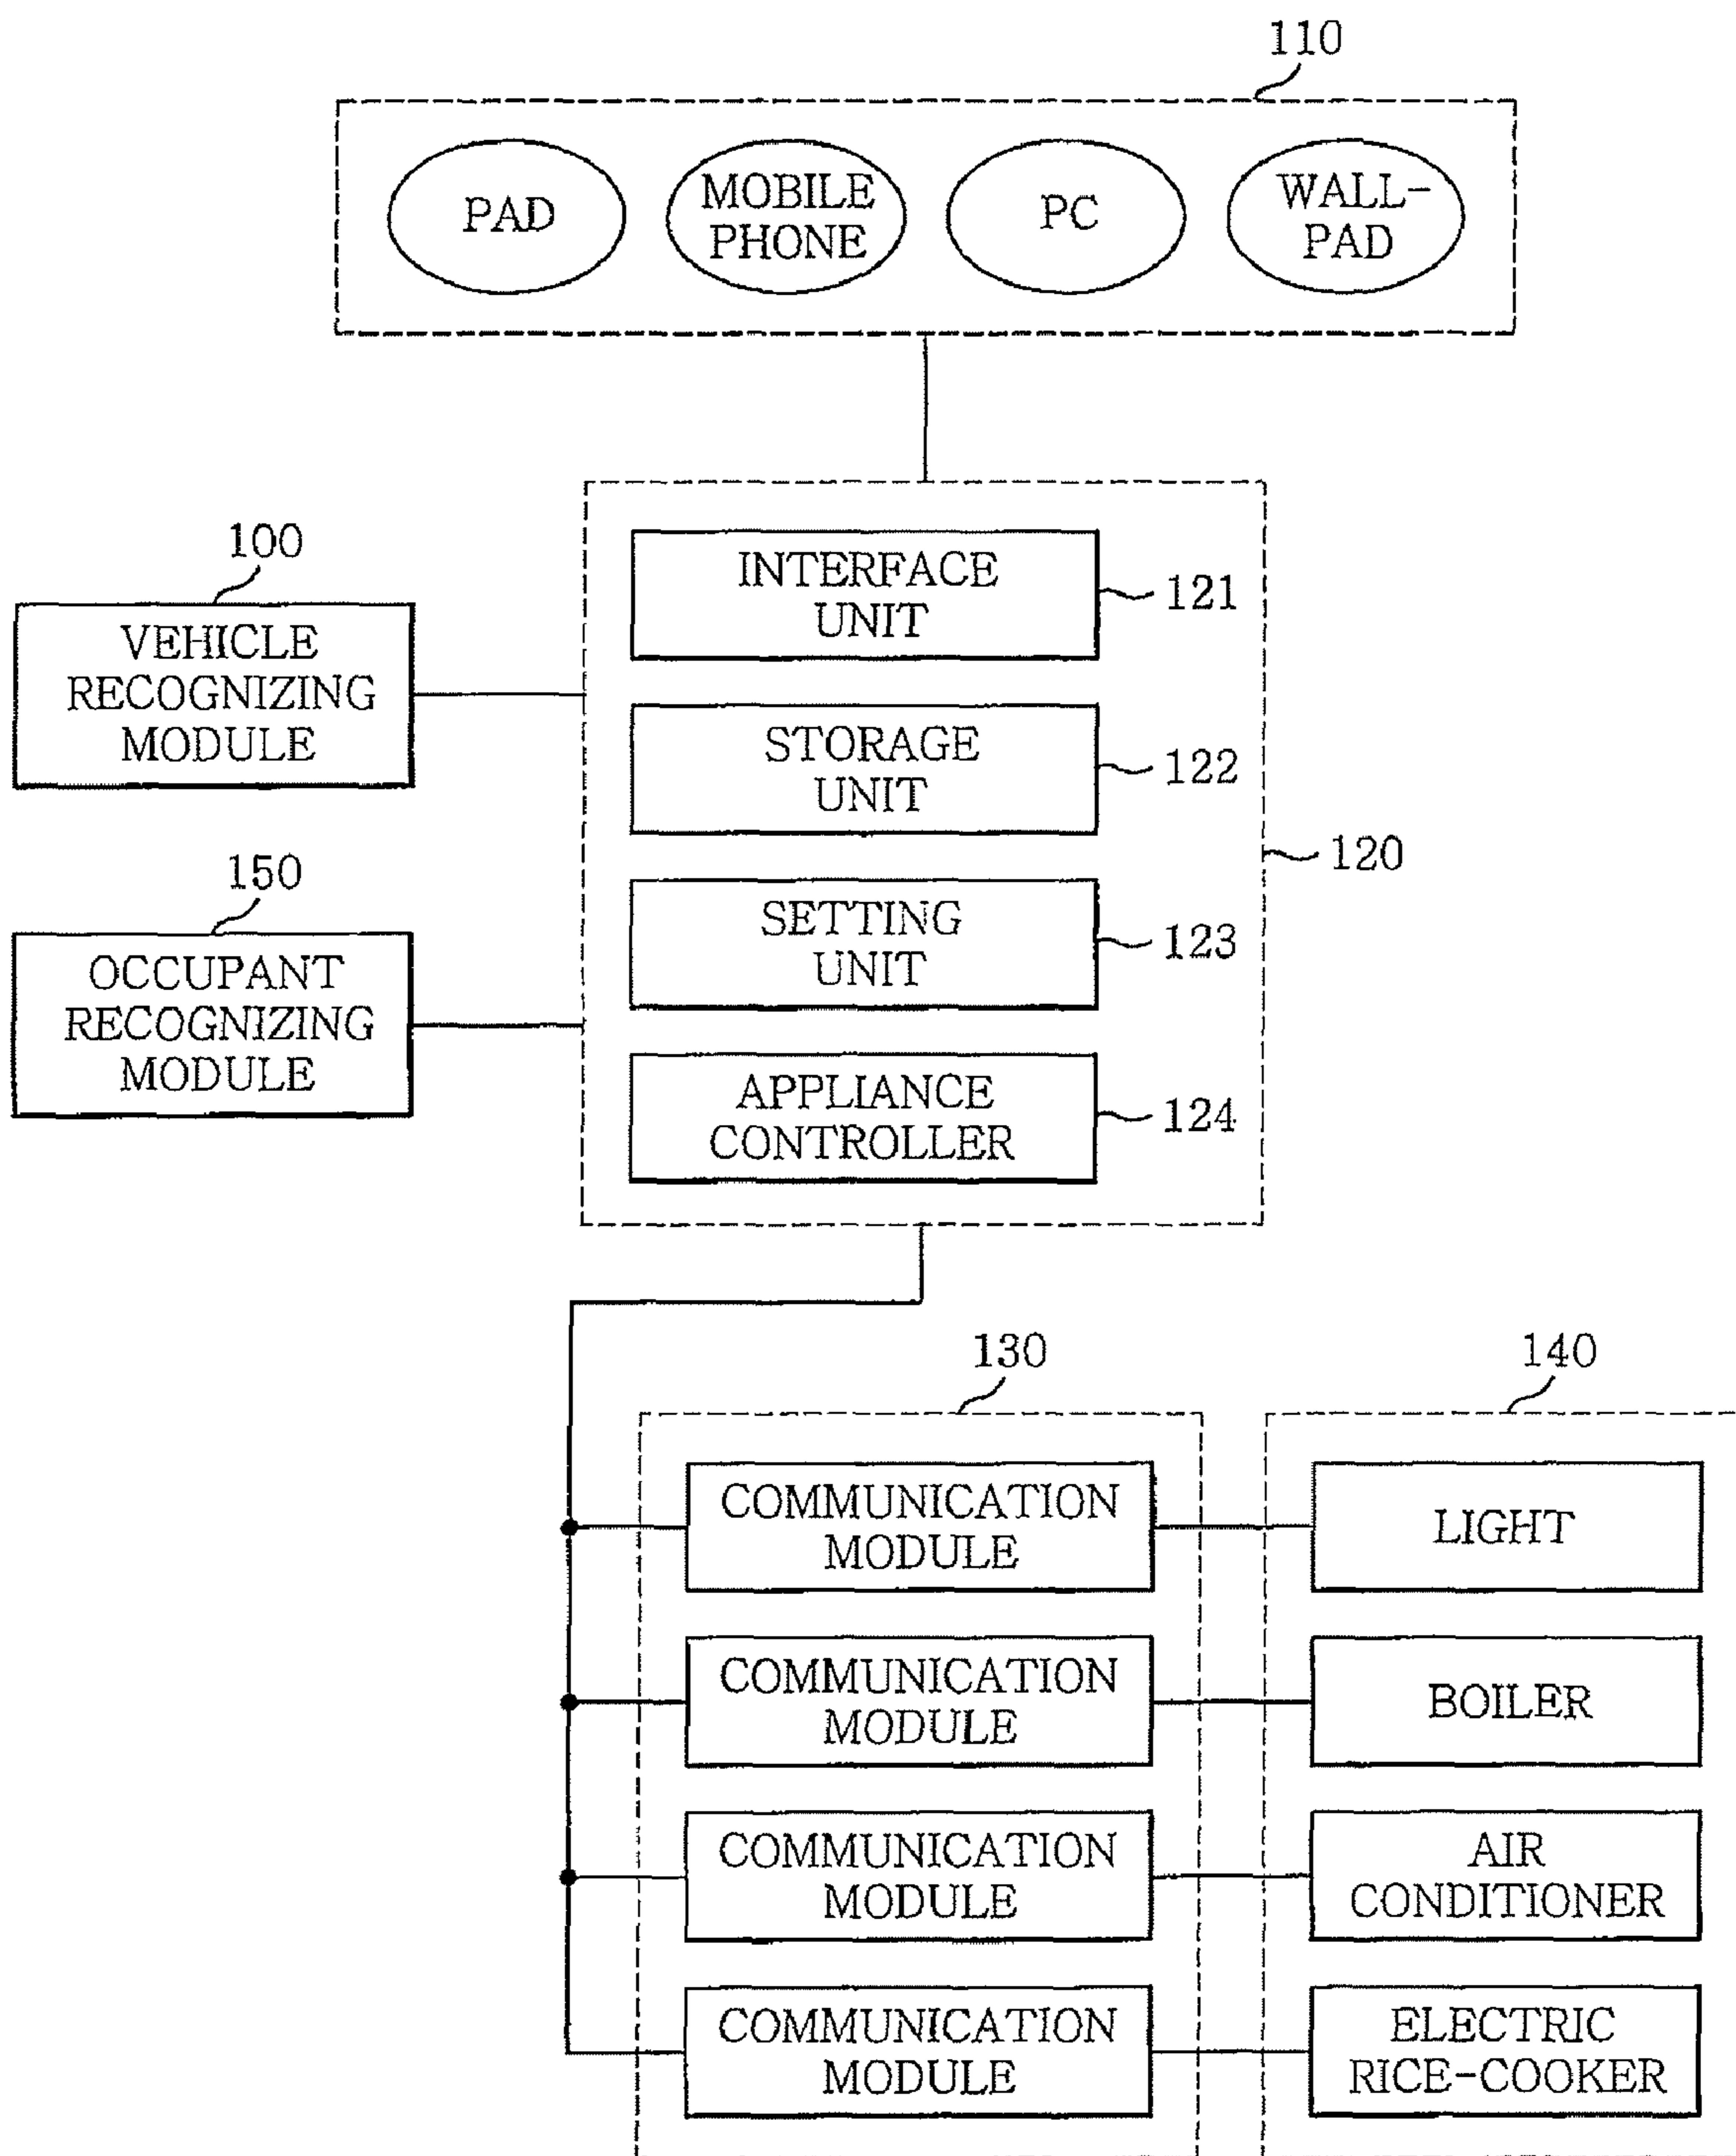 110
PAD
MOBILE
PHONE
PC
WALL-
PAD
100
VEHICLE
RECOGNIZING
MODULE
150
OCCUPANT
RECOGNIZING
MODULE
INTERFACE
UNIT
121
STORAGE
UNIT
122
120
SETTING
UNIT
123
APPLIANCE
CONTROLLER
124
130
140
COMMUNICATION
MODULE
LIGHT
COMMUNICATION
MODULE
BOILER
COMMUNICATION
MODULE
AIR
CONDITIONER
COMMUNICATION
MODULE
ELECTRIC
RICE-COOKER